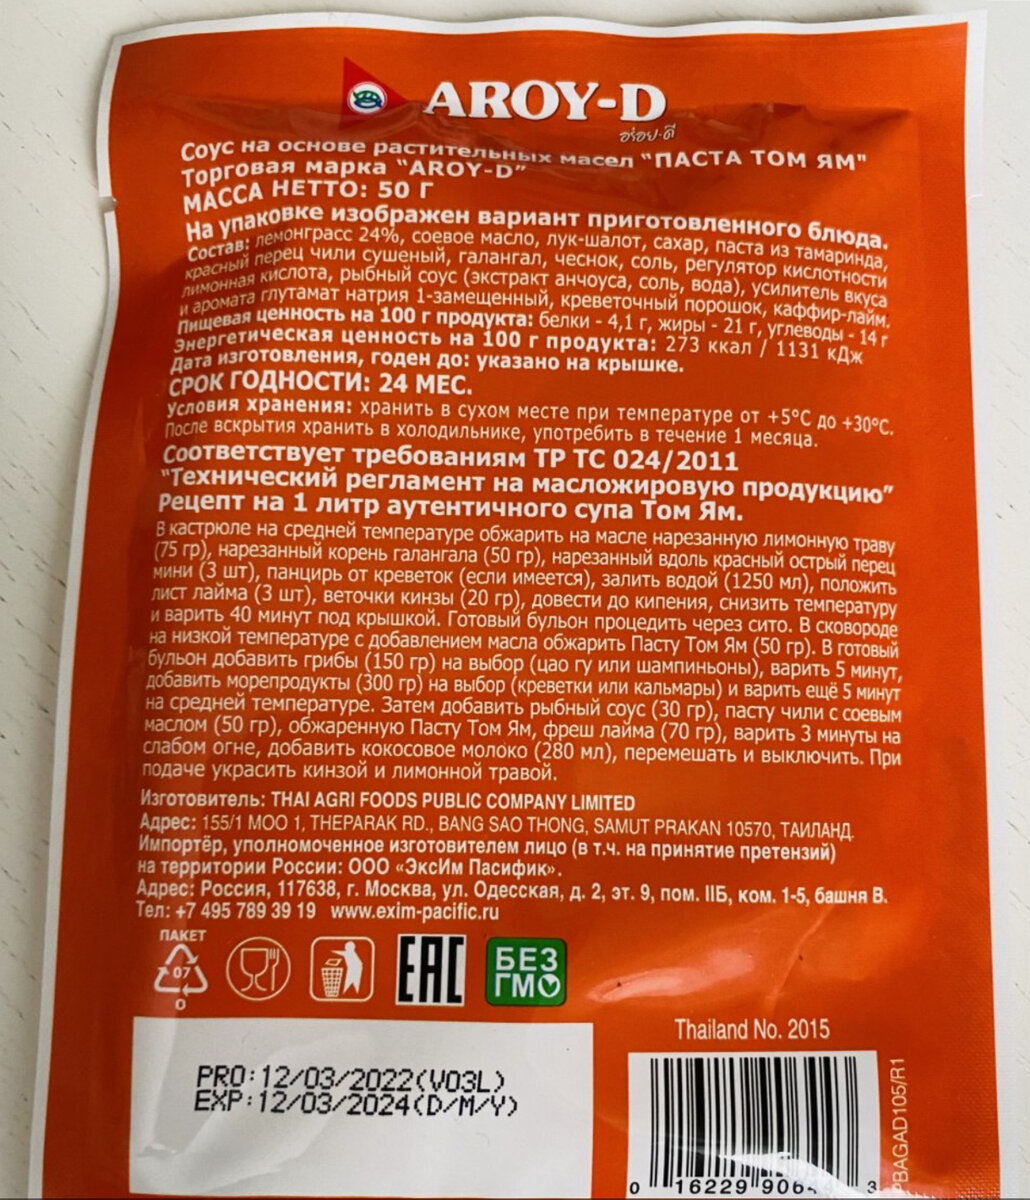 AROY-D
อร่อย-ดี
Соус на основе растительных масел "ПАСТА ТОМ ЯМ"
Торговая марка "AROY-D"
МАССА НЕТТО: 50 Г
На упаковке изображен вариант приготовленного блюда.
Состав: лемонграсс 24%, соевое масло, лук-шалот, сахар, паста из тамаринда,
красный перец чили сушеный, галангал, чеснок, соль, регулятор кислотности
лимонная кислота, рыбный соус (экстракт анчоуса, соль, вода), усилитель вкуса
и аромата глутамат натрия 1-замещенный, креветочный порошок, каффир-лайм.
Пищевая ценность на 100 г продукта: белки - 4,1 г, жиры - 21 г, углеводы - 14 г
Энергетическая ценность на 100 г продукта: 273 ккал / 1131 кДж
Дата изготовления, годен до: указано на крышке.
СРОК ГОДНОСТИ: 24 МЕС.
Условия хранения: хранить в сухом месте при температуре от +5°С до +30°С.
После вскрытия хранить в холодильнике, употребить в течение 1 месяца.
Соответствует требованиям ТР ТС 024/2011
"Технический регламент на масложировую продукцию"
Рецепт на 1 литр аутентичного супа Том Ям.
В кастрюле на средней температуре обжарить на масле нарезанную лимонную траву
(75 гр), нарезанный корень галангала (50 гр), нарезанный вдоль красный острый перец
мини (3 шт), панцирь от креветок (если имеется), залить водой (1250 мл), положить
лист лайма (3 шт), веточки кинзы (20 гр), довести до кипения, снизить температуру
и варить 40 минут под крышкой. Готовый бульон процедить через сито. В сковороде
на низкой температуре с добавлением масла обжарить Пасту Том Ям (50 гр). В готовый
бульон добавить грибы (150 гр) на выбор (цао гу или шампиньоны), варить 5 минут,
добавить морепродукты (300 гр) на выбор (креветки или кальмары) и варить ещё 5 минут
на средней температуре. Затем добавить рыбный соус (30 гр), пасту чили с соевым
маслом (50 гр), обжаренную Пасту Том Ям, фреш лайма (70 гр), варить 3 минуты на
слабом огне, добавить кокосовое молоко (280 мл), перемешать и выключить. При
подаче украсить кинзой и лимонной травой.
Изготовитель: THAI AGRI FOODS PUBLIC COMPANY LIMITED
Адрес: 155/1 MOO 1, THEPARAK RD., BANG SAO THONG, SAMUT PRAKAN 10570, ТАИЛАНД.
Импортёр, уполномоченное изготовителем лицо (в т.ч. на принятие претензий)
на территории России: ООО «ЭксИм Пасифик».
Адрес: Россия, 117638, г. Москва, ул. Одесская, д. 2, эт. 9, пом. IIБ, ком. 1-5, башня В.
Тел: +7 495 789 39 19 www.exim-pacific.ru
ПАКЕТ
07
O
EAC
БЕЗ
ГМО
Thailand No. 2015
PRO:12/03/2022(V03L)
EXP:12/03/2024(D/M/Y)
PBAGAD105/R1
0 16229 9064 3